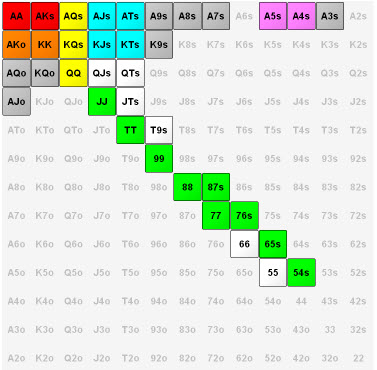 AA AKs AQs AJs ATs A9s A8s A7s A6s A5s A4s A3s A2s
AKo KK KQs KJs KTs K9s K8s K7s K6s K5s K4s K3s K2s
AQo KQo QQ QJs QTs Q9s Q8s Q7s Q6s Q5s Q4s Q3s Q2s
AJo KJo QJo JJ JTs J9s J8s J7s J6s J5s J4s J3s J2s
ATo KTo QTo JTo TT T9s T8s T7s T6s T5s T4s T3s T2s
A9o K9o Q9o J9o T9o 99 98s 97s 96s 95s 94s 93s 92s
A8o K8o Q8o J8o T8o 98o 88 87s 86s 85s 84s 83s 82s
A7o K7o Q7o J7o T7o 97o 87o 77 76s 75s 74s 73s 72s
A6o K6o Q6o J6o T6o 96o 86o 76o 66 65s 64s 63s 62s
A5o K5o Q5o J5o T5o 95o 85o 75o 65o 55 54s 53s 52s
A4o K4o Q4o J4o T4o 94o 84o 74o 64o 54o 44 43s 42s
A3o K3o Q3o J3o T3o 93o 83o 73o 63o 53o 43o 33 32s
A2o K2o Q2o J2o T2o 92o 82o 72o 62o 52o 42o 32o 22